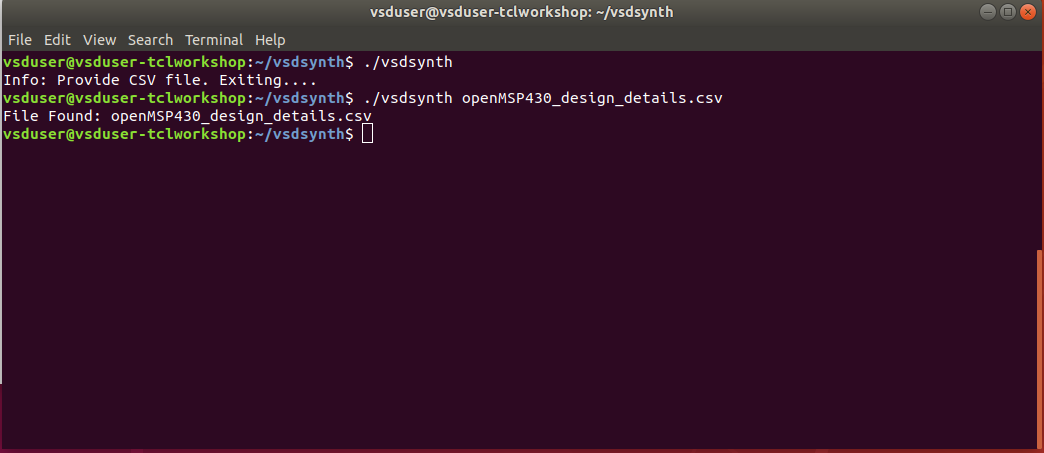 vsduser@vsduser-tclworkshop: ~/vsdsynth
File Edit View Search Terminal Help
vsduser@vsduser-tclworkshop:~/vsdsynth$ ./vsdsynth
Info: Provide CSV file. Exiting....
vsduser@vsduser-tclworkshop:~/vsdsynth$ ./vsdsynth openMSP430_design_details.csv
File Found: openMSP430_design_details.csv
vsduser@vsduser-tclworkshop:~/vsdsynth$